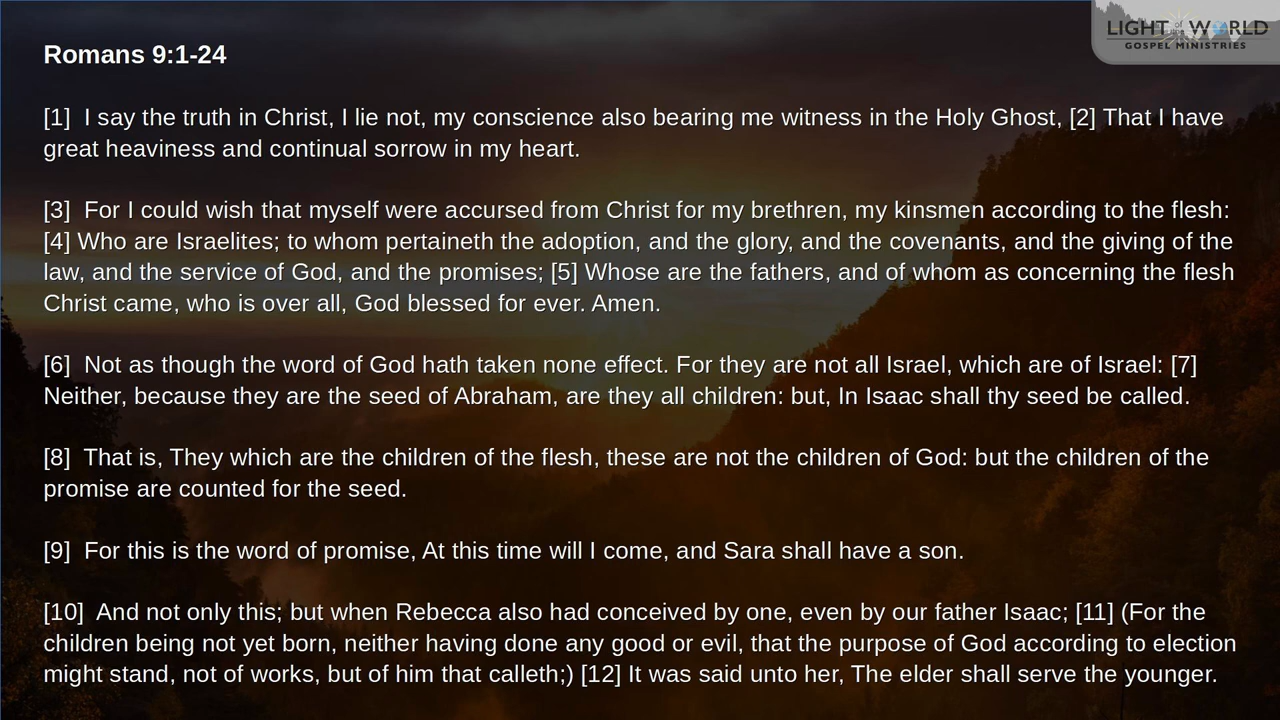 LIGHT of the WORLD
GOSPEL MINISTRIES
Romans 9:1-24
[1]  I say the truth in Christ, I lie not, my conscience also bearing me witness in the Holy Ghost, [2] That I have
great heaviness and continual sorrow in my heart.
[3]  For I could wish that myself were accursed from Christ for my brethren, my kinsmen according to the flesh:
[4] Who are Israelites; to whom pertaineth the adoption, and the glory, and the covenants, and the giving of the
law, and the service of God, and the promises; [5] Whose are the fathers, and of whom as concerning the flesh
Christ came, who is over all, God blessed for ever. Amen.
[6]  Not as though the word of God hath taken none effect. For they are not all Israel, which are of Israel: [7]
Neither, because they are the seed of Abraham, are they all children: but, In Isaac shall thy seed be called.
[8]  That is, They which are the children of the flesh, these are not the children of God: but the children of the
promise are counted for the seed.
[9]  For this is the word of promise, At this time will I come, and Sara shall have a son.
[10]  And not only this; but when Rebecca also had conceived by one, even by our father Isaac; [11] (For the
children being not yet born, neither having done any good or evil, that the purpose of God according to election
might stand, not of works, but of him that calleth;) [12] It was said unto her, The elder shall serve the younger.